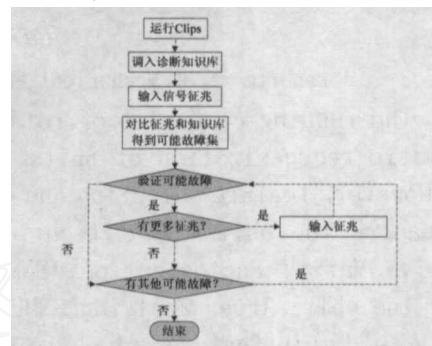 运行Clips
调入诊断知识库
输入信号征兆
对比征兆和知识库
得到可能故障集
验证可能故障
是
有更多征兆?
是
输入征兆
否
否
有其他可能故障?
是
否
结束